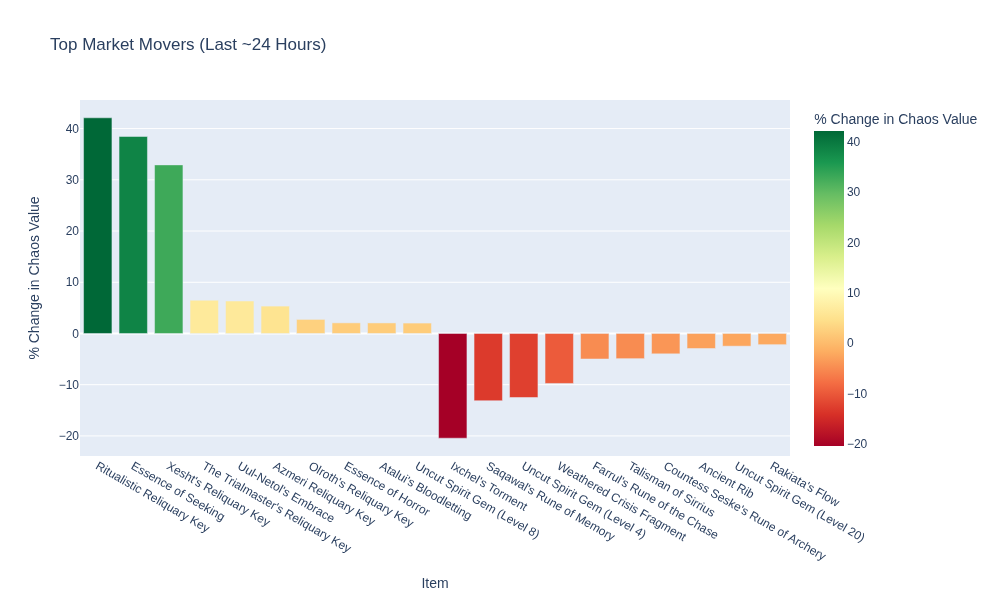 Top Market Movers (Last ~24 Hours)
% Change in Chaos Value
40
30
20
10
0
−10
−20
Ritualistic Reliquary Key
Essence of Seeking
Xesht's Reliquary Key
The Trialmaster's Reliquary Key
Uul-Netol's Embrace
Azmeri Reliquary Key
Olroth's Reliquary Key
Essence of Horror
Atalui's Bloodletting
Uncut Spirit Gem (Level 8)
Ixchel's Torment
Saqawal's Rune of Memory
Uncut Spirit Gem (Level 4)
Weathered Crisis Fragment
Farrul's Rune of the Chase
Talisman of Sirrius
Countess Seske's Rune of Archery
Ancient Rib
Uncut Spirit Gem (Level 20)
Rakiata's Flow
Item
% Change in Chaos Value
40
30
20
10
0
−10
−20